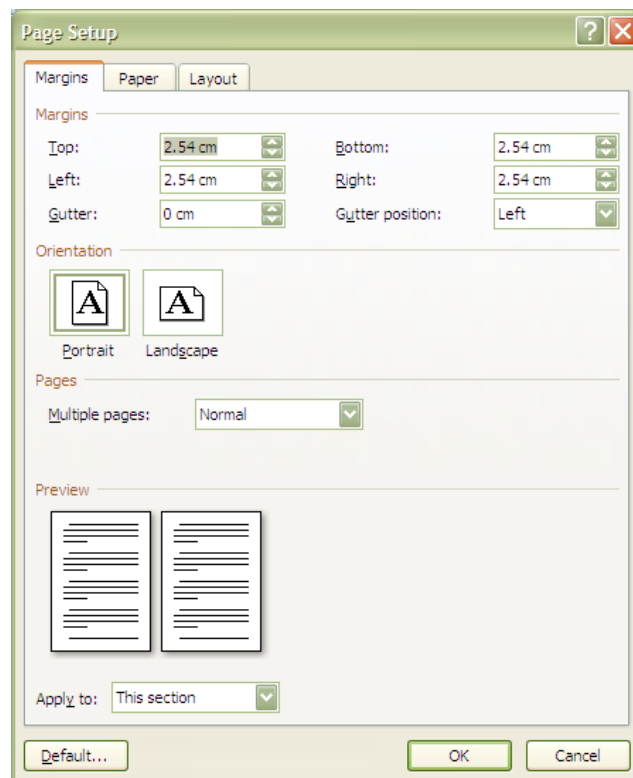 Page Setup
Margins Paper Layout
Margins
Top: 2.54 cm Bottom: 2.54 cm
Left: 2.54 cm Right: 2.54 cm
Gutter: 0 cm Gutter position: Left
Orientation
A A
Portrait Landscape
Pages
Multiple pages: Normal
Preview
Apply to: This section
Default... OK Cancel